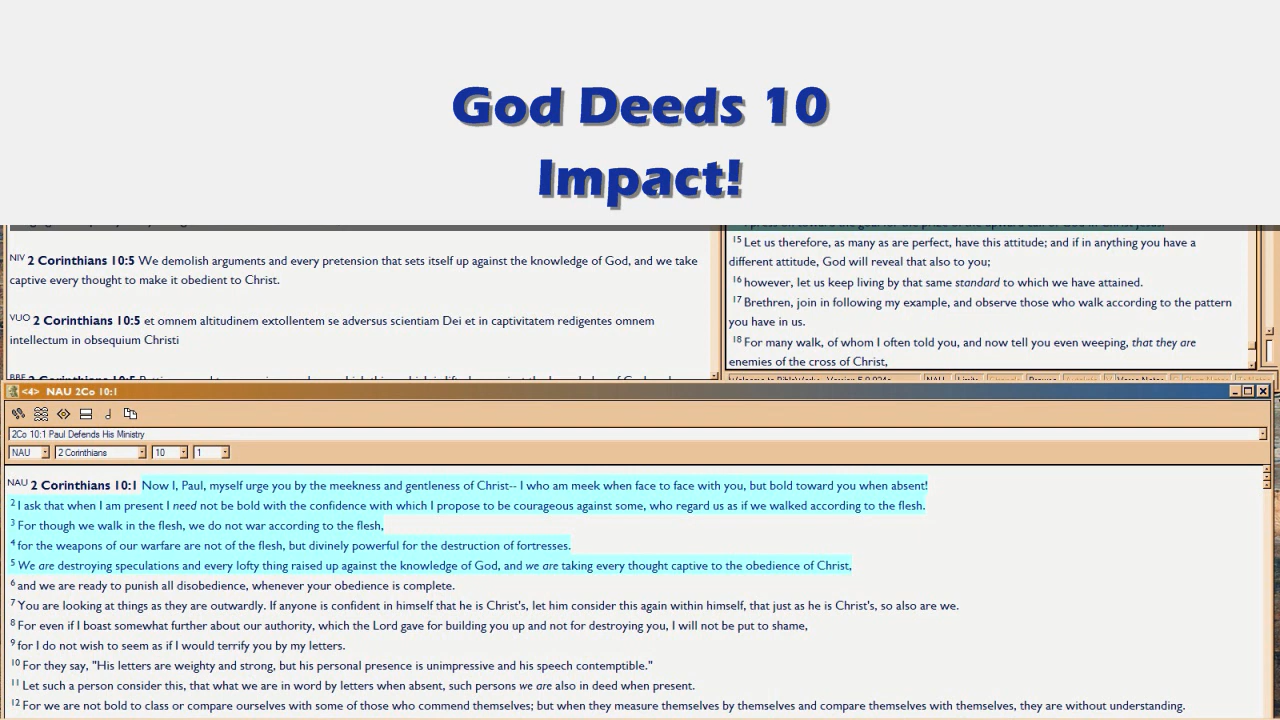 God Deeds 10
Impact!
NIV 2 Corinthians 10:5 We demolish arguments and every pretension that sets itself up against the knowledge of God, and we take
captive every thought to make it obedient to Christ.
VUO 2 Corinthians 10:5 et omnem altitudinem extollentem se adversus scientiam Dei et in captivitatem redigentes omnem
intellectum in obsequium Christi
BBE 2 Corinthians 10:5
15 Let us therefore, as many as are perfect, have this attitude; and if in anything you have a
different attitude, God will reveal that also to you;
16 however, let us keep living by that same standard to which we have attained.
17 Brethren, join in following my example, and observe those who walk according to the pattern
you have in us.
18 For many walk, of whom I often told you, and now tell you even weeping, that they are
enemies of the cross of Christ,
<4> NAU 2Co 10:1
2Co 10:1 Paul Defends His Ministry
NAU 2 Corinthians 10 1
NAU 2 Corinthians 10:1 Now I, Paul, myself urge you by the meekness and gentleness of Christ-- I who am meek when face to face with you, but bold toward you when absent!
2 I ask that when I am present I need not be bold with the confidence with which I propose to be courageous against some, who regard us as if we walked according to the flesh.
3 For though we walk in the flesh, we do not war according to the flesh,
4 for the weapons of our warfare are not of the flesh, but divinely powerful for the destruction of fortresses.
5 We are destroying speculations and every lofty thing raised up against the knowledge of God, and we are taking every thought captive to the obedience of Christ,
6 and we are ready to punish all disobedience, whenever your obedience is complete.
7 You are looking at things as they are outwardly. If anyone is confident in himself that he is Christ's, let him consider this again within himself, that just as he is Christ's, so also are we.
8 For even if I boast somewhat further about our authority, which the Lord gave for building you up and not for destroying you, I will not be put to shame,
9 for I do not wish to seem as if I would terrify you by my letters.
10 For they say, "His letters are weighty and strong, but his personal presence is unimpressive and his speech contemptible."
11 Let such a person consider this, that what we are in word by letters when absent, such persons we are also in deed when present.
12 For we are not bold to class or compare ourselves with some of those who commend themselves; but when they measure themselves by themselves and compare themselves with themselves, they are without understanding.